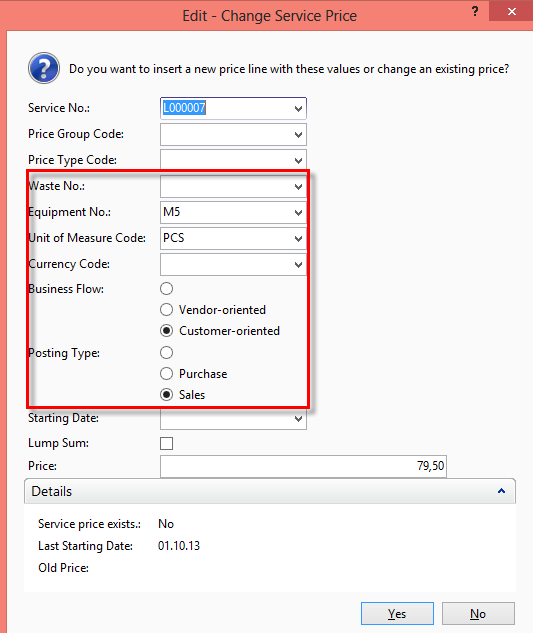 Edit - Change Service Price
?
Do you want to insert a new price line with these values or change an existing price?
Service No.: L000007
Price Group Code:
Price Type Code:
Waste No.:
Equipment No.: M5
Unit of Measure Code: PCS
Currency Code:
Business Flow:
Vendor-oriented
Customer-oriented
Posting Type:
Purchase
Sales
Starting Date:
Lump Sum:
Price: 79,50
Details
Service price exists.: No
Last Starting Date: 01.10.13
Old Price:
Yes No